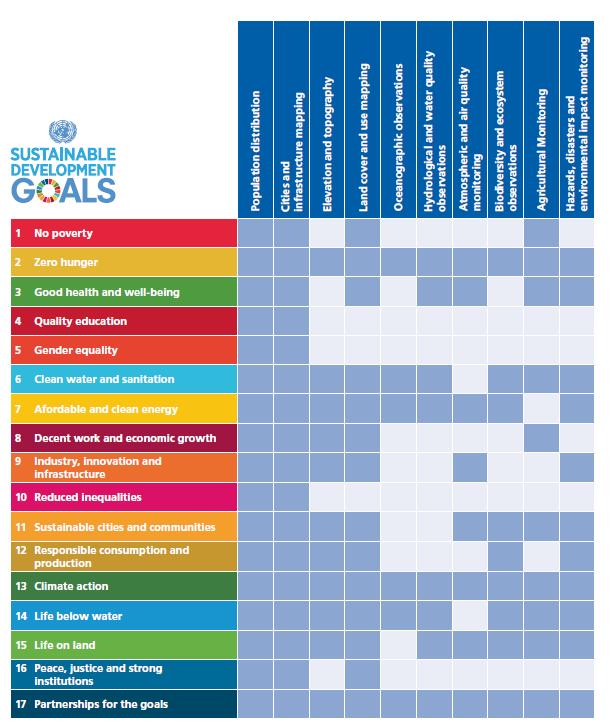 SUSTAINABLE
DEVELOPMENT
GOALS
Population distribution
Cities and
infrastructure mapping
Elevation and topography
Land cover and use mapping
Oceanographic observations
Hydrological and water quality
observations
Atmospheric and air quality
monitoring
Biodiversity and ecosystem
observations
Agricultural Monitoring
Hazards, disasters and
environmental impact monitoring
1 No poverty
2 Zero hunger
3 Good health and well-being
4 Quality education
5 Gender equality
6 Clean water and sanitation
7 Afordable and clean energy
8 Decent work and economic growth
9 Industry, innovation and
infrastructure
10 Reduced inequalities
11 Sustainable cities and communities
12 Responsible consumption and
production
13 Climate action
14 Life below water
15 Life on land
16 Peace, justice and strong
institutions
17 Partnerships for the goals